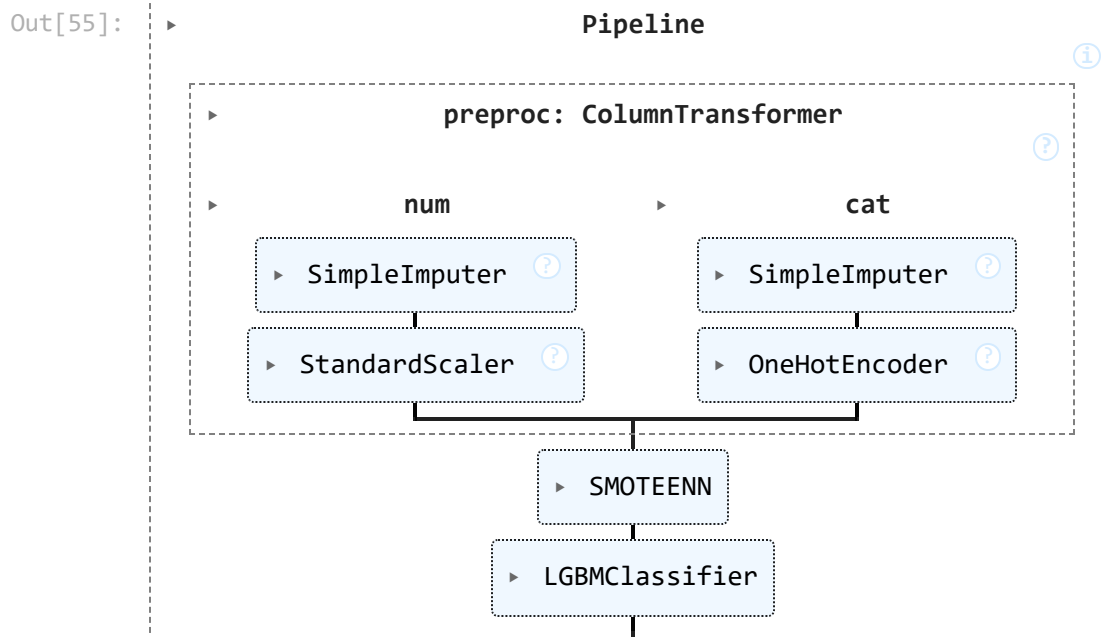 Out[55]:
Pipeline
i
preproc: ColumnTransformer
?
num cat
SimpleImputer ? SimpleImputer ?
StandardScaler ? OneHotEncoder ?
SMOTEENN
LGBMClassifier